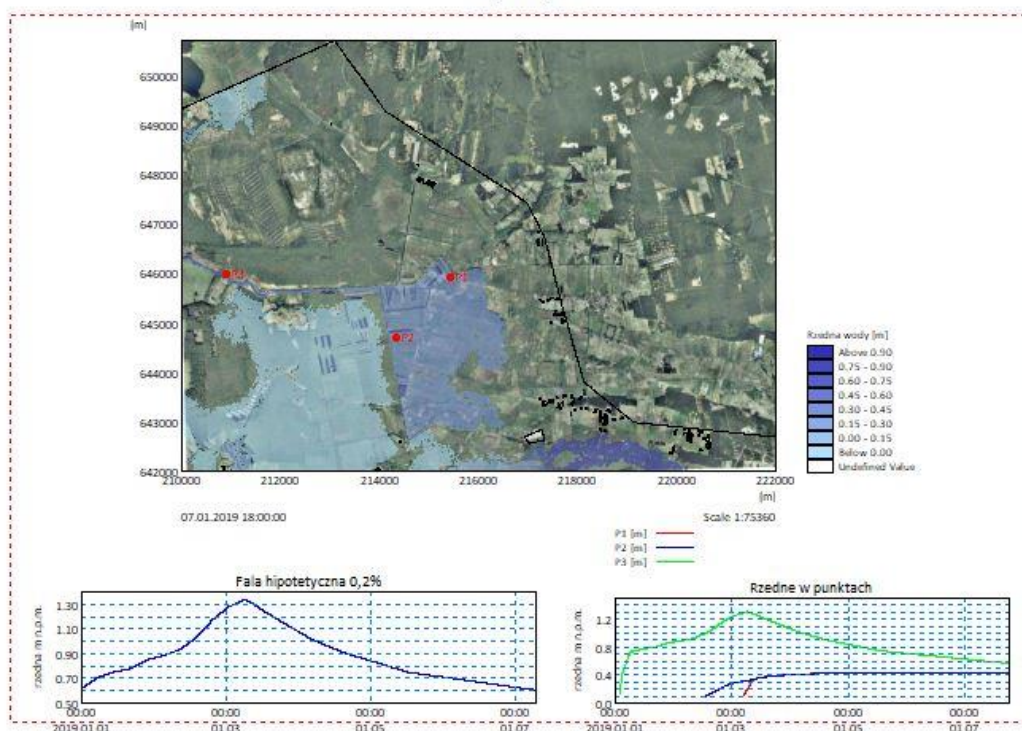 [m]
650000
649000
648000
647000
646000
645000
644000
643000
642000
P3
P1
P2
210000 212000 214000 216000 218000 220000 222000
[m]
Rzedna wody [m]
Above 0.90
0.75 - 0.90
0.60 - 0.75
0.45 - 0.60
0.30 - 0.45
0.15 - 0.30
0.00 - 0.15
Below 0.00
Undefined Value
07.01.2019 18:00:00
Scale 1:75360
P1 [m]
P2 [m]
P3 [m]
Fala hipotetyczna 0,2%
rzedna m n.p.m.
1.30
1.10
0.90
0.70
0.50
00:00 00:00 00:00 00:00
2019.01.01 01.03 01.05 01.07
Rzedne w punktach
rzedna m n.p.m.
1.2
0.8
0.4
0.0
00:00 00:00 00:00 00:00
2019.01.01 01.03 01.05 01.07